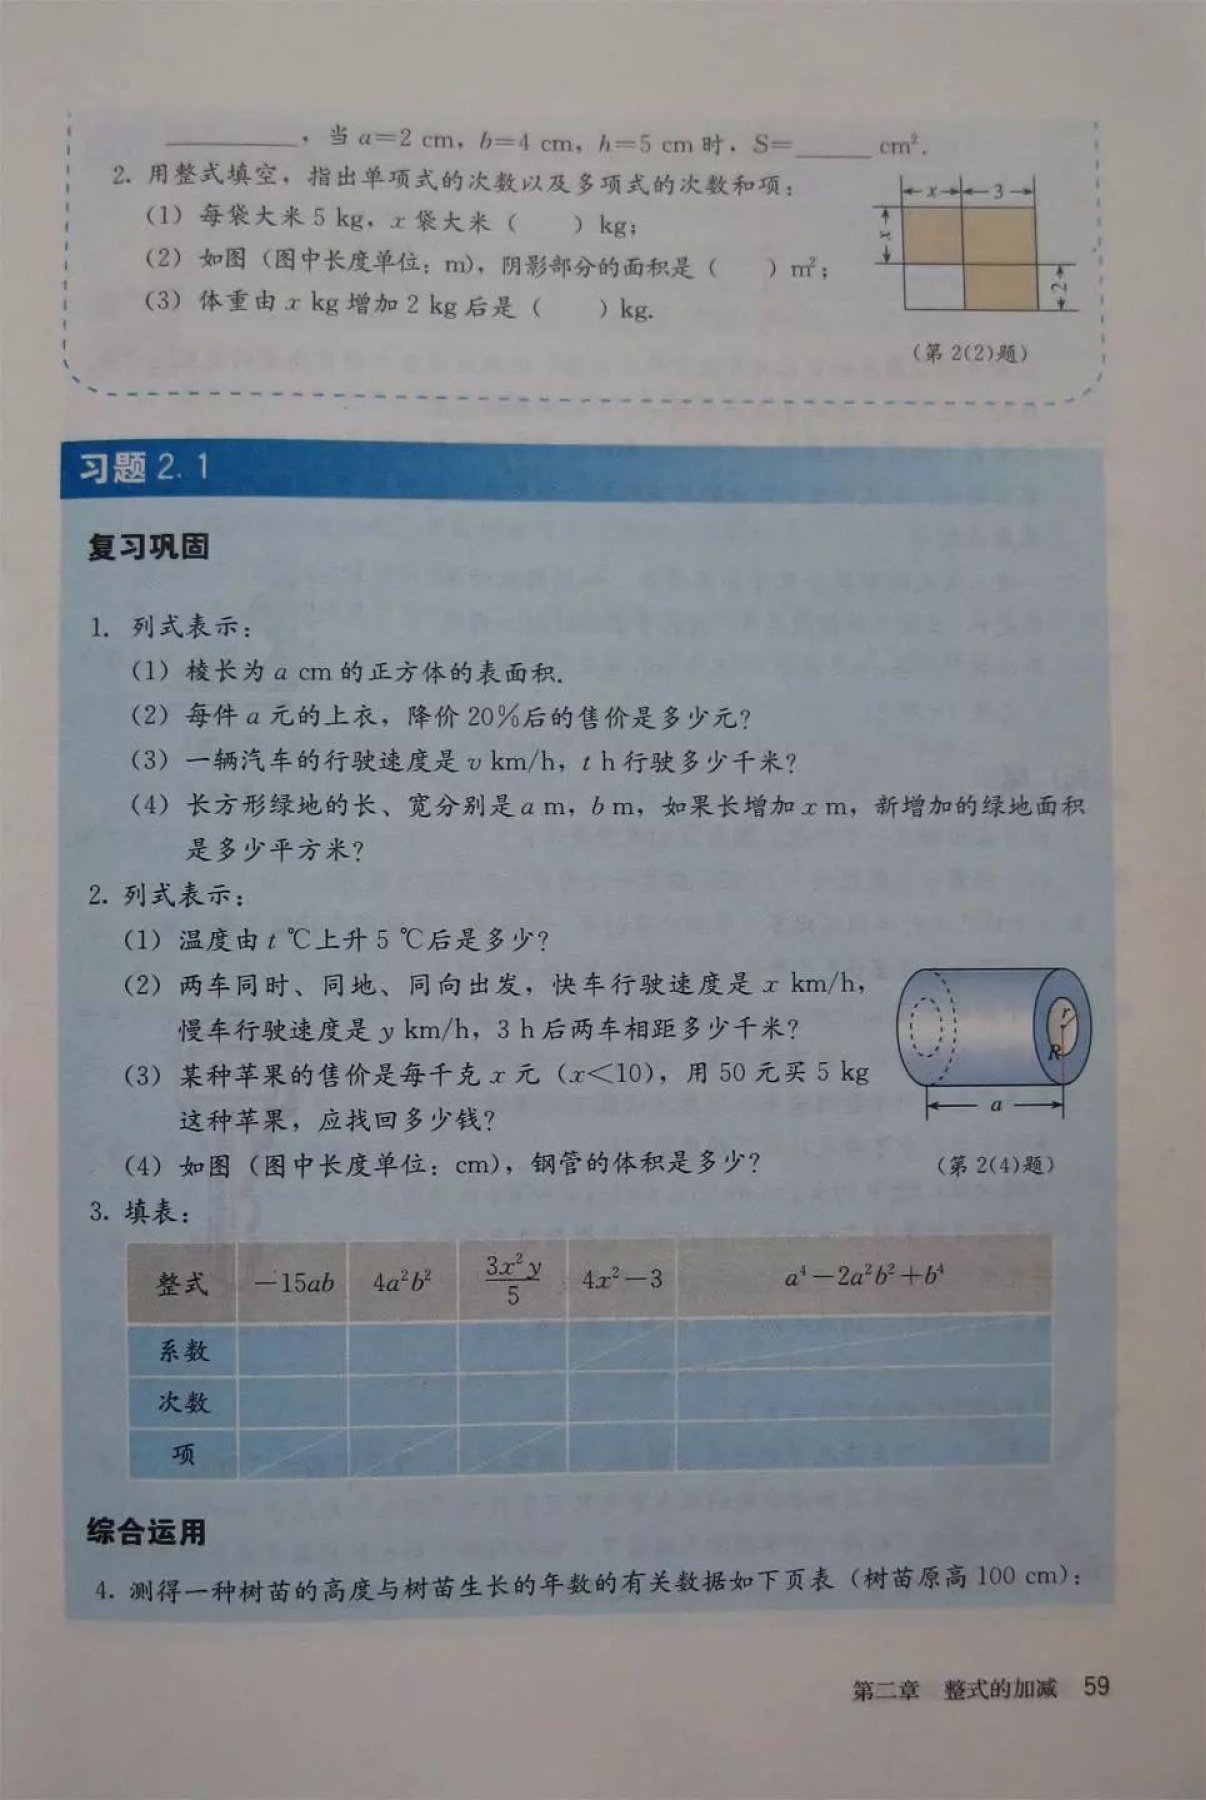 ________，当 a=2 cm，b=4 cm，h=5 cm 时，S=____ cm².
2. 用整式填空，指出单项式的次数以及多项式的次数和项：
(1) 每袋大米 5 kg，x 袋大米（　　）kg；
(2) 如图（图中长度单位：m），阴影部分的面积是（　　）m²；
(3) 体重由 x kg 增加 2 kg 后是（　　）kg.
x 3
x
2
（第 2(2)题）
习题 2.1
复习巩固
1. 列式表示：
(1) 棱长为 a cm 的正方体的表面积.
(2) 每件 a 元的上衣，降价 20%后的售价是多少元？
(3) 一辆汽车的行驶速度是 v km/h，t h 行驶多少千米？
(4) 长方形绿地的长、宽分别是 a m，b m，如果长增加 x m，新增加的绿地面积
是多少平方米？
2. 列式表示：
(1) 温度由 t ℃上升 5 ℃后是多少？
(2) 两车同时、同地、同向出发，快车行驶速度是 x km/h，
慢车行驶速度是 y km/h，3 h 后两车相距多少千米？
(3) 某种苹果的售价是每千克 x 元（x<10），用 50 元买 5 kg
这种苹果，应找回多少钱？
(4) 如图（图中长度单位：cm），钢管的体积是多少？
r
R
a
（第 2(4)题）
3. 填表：
整式 −15ab 4a²b² 3x²y/5 4x²−3 a⁴−2a²b²+b⁴
系数
次数
项
综合运用
4. 测得一种树苗的高度与树苗生长的年数的有关数据如下页表（树苗原高 100 cm）：
第二章 整式的加减 59